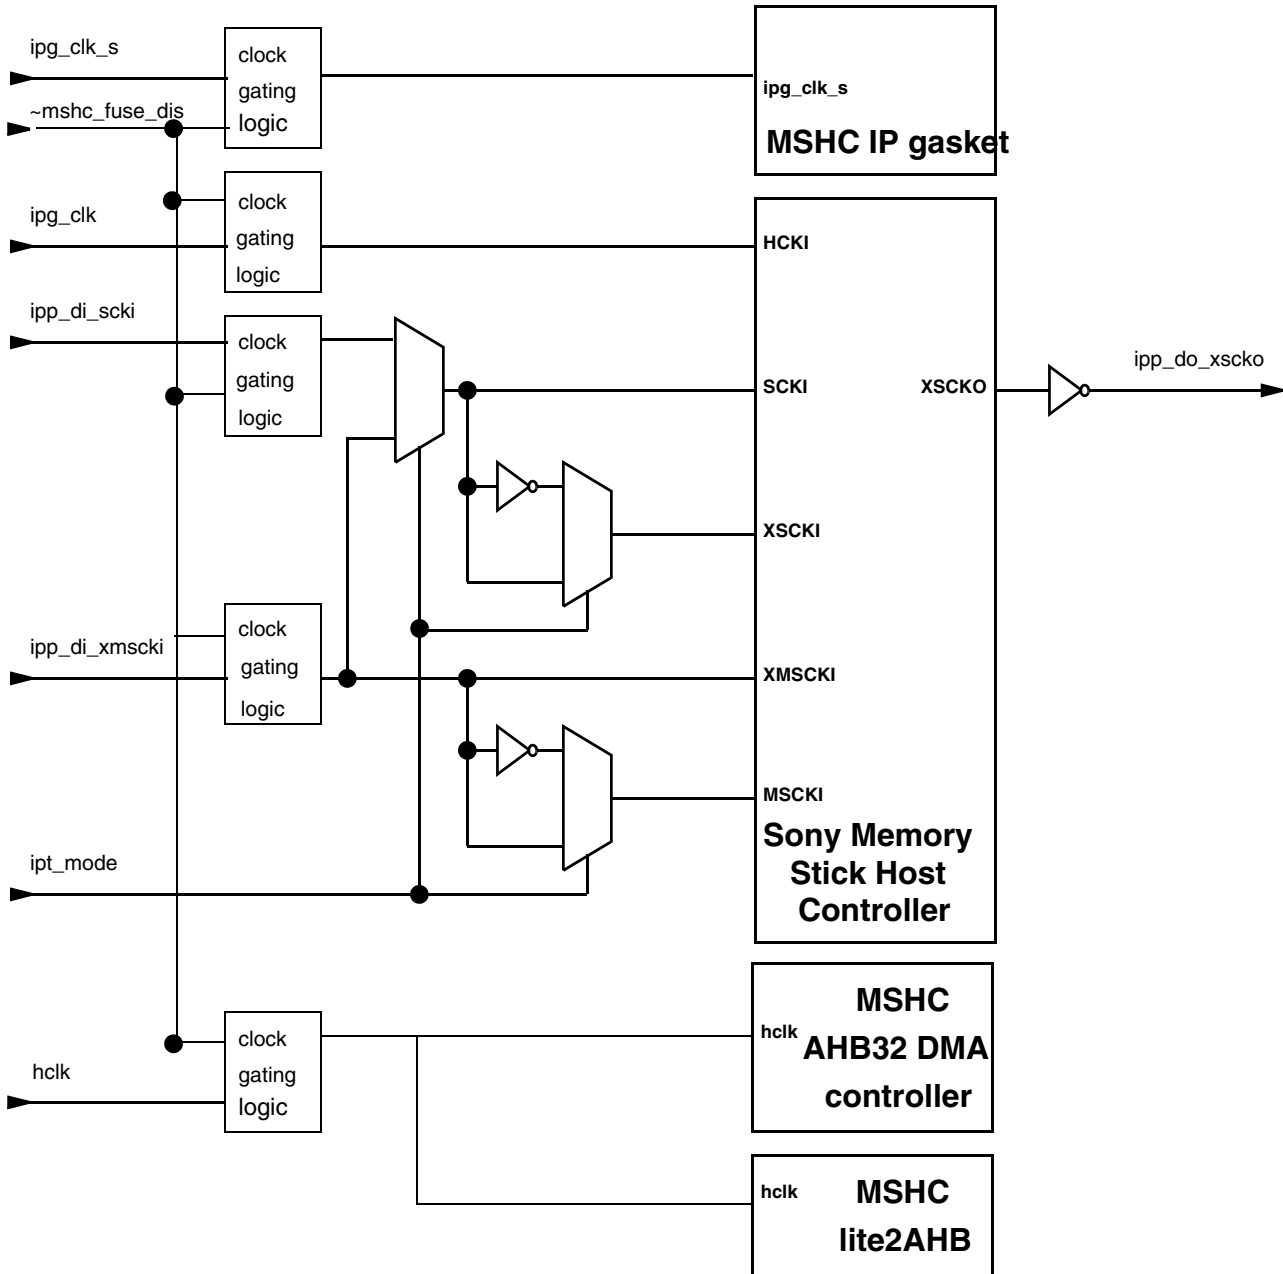 ipg_clk_s
~mshc_fuse_dis
clock
gating
logic
ipg_clk_s
MSHC IP gasket
ipg_clk
clock
gating
logic
HCKI
ipp_di_scki
clock
gating
logic
SCKI
XSCKO
ipp_do_xscko
XSCKI
ipp_di_xmscki
clock
gating
logic
XMSCKI
MSCKI
Sony Memory
Stick Host
Controller
ipt_mode
hclk
clock
gating
logic
hclk
MSHC
AHB32 DMA
controller
hclk
MSHC
lite2AHB